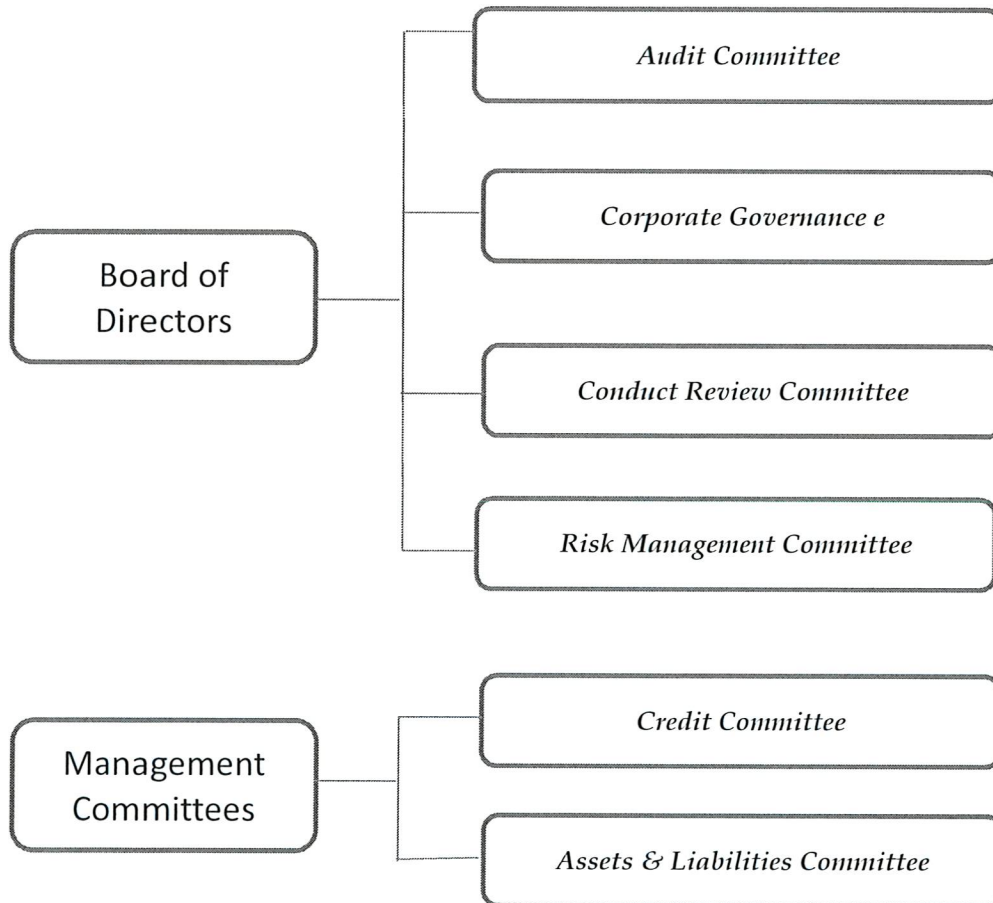 Audit Committee
Corporate Governance e
Board of
Directors
Conduct Review Committee
Risk Management Committee
Credit Committee
Management
Committees
Assets & Liabilities Committee